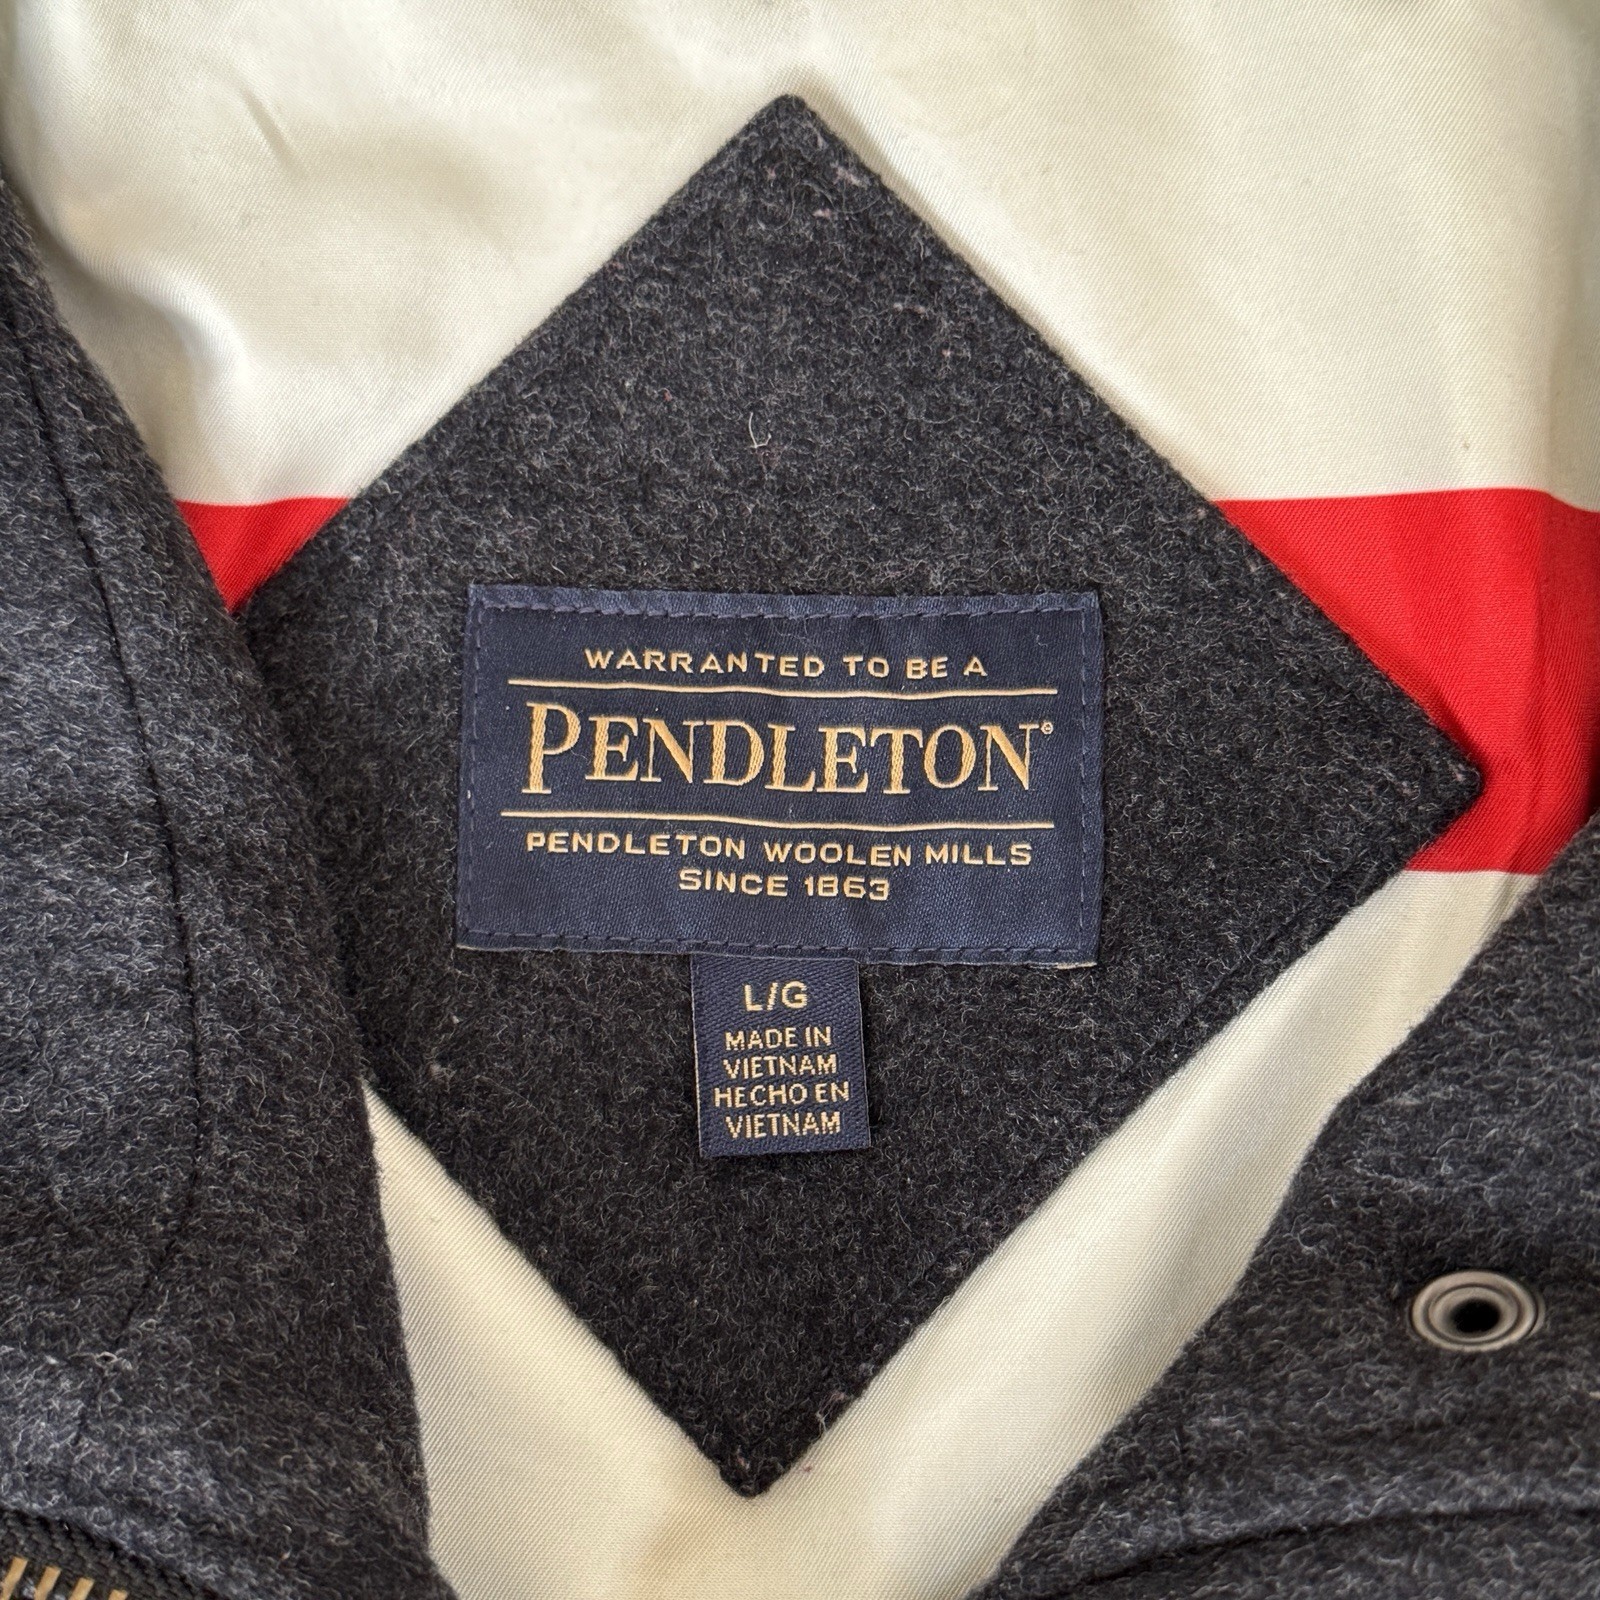 WARRANTED TO BE A
PENDLETON®
PENDLETON WOOLEN MILLS
SINCE 1863
L/G
MADE IN
VIETNAM
HECHO EN
VIETNAM